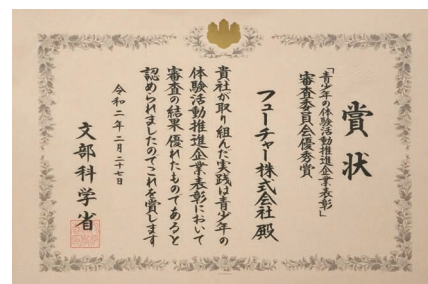 賞状
「青少年の体験活動推進企業表彰」
審査委員会優秀賞
フューチャー株式会社 殿
貴社が取り組んだ実践は青少年の
体験活動推進企業表彰において
審査の結果優れたものであると
認められましたのでこれを賞します
令和二年二月二十七日
文部科学省